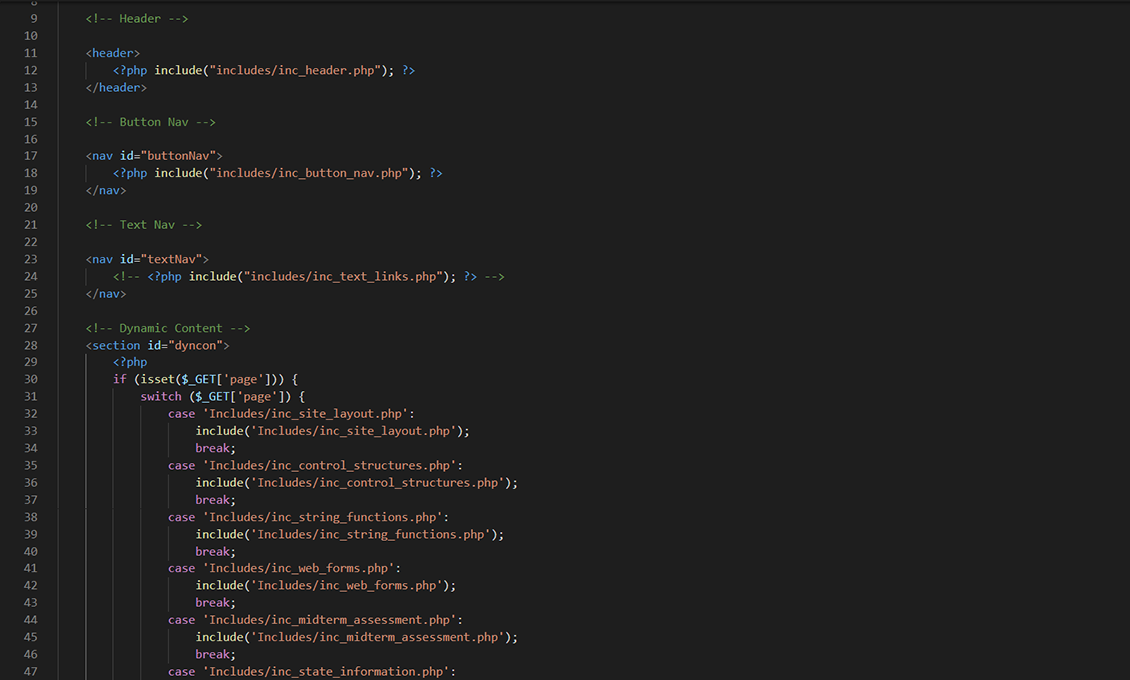 8
9 <!-- Header -->
10
11 <header>
12 <?php include("includes/inc_header.php"); ?>
13 </header>
14
15 <!-- Button Nav -->
16
17 <nav id="buttonNav">
18 <?php include("includes/inc_button_nav.php"); ?>
19 </nav>
20
21 <!-- Text Nav -->
22
23 <nav id="textNav">
24 <!-- <?php include("includes/inc_text_links.php"); ?> -->
25 </nav>
26
27 <!-- Dynamic Content -->
28 <section id="dyncon">
29 <?php
30 if (isset($_GET['page'])) {
31 switch ($_GET['page']) {
32 case 'Includes/inc_site_layout.php':
33 include('Includes/inc_site_layout.php');
34 break;
35 case 'Includes/inc_control_structures.php':
36 include('Includes/inc_control_structures.php');
37 break;
38 case 'Includes/inc_string_functions.php':
39 include('Includes/inc_string_functions.php');
40 break;
41 case 'Includes/inc_web_forms.php':
42 include('Includes/inc_web_forms.php');
43 break;
44 case 'Includes/inc_midterm_assessment.php':
45 include('Includes/inc_midterm_assessment.php');
46 break;
47 case 'Includes/inc_state_information.php':